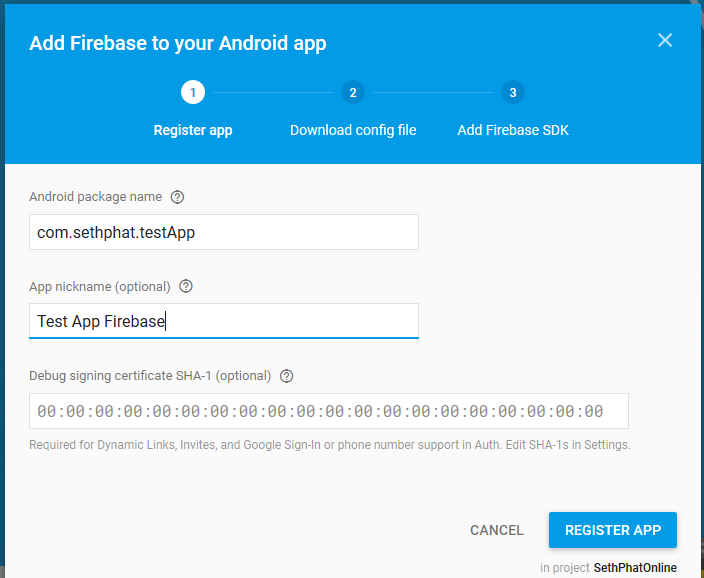 Add Firebase to your Android app
1 2 3
Register app Download config file Add Firebase SDK
Android package name ?
com.sethphat.testApp
App nickname (optional) ?
Test App Firebase
Debug signing certificate SHA-1 (optional) ?
00:00:00:00:00:00:00:00:00:00:00:00:00:00:00:00:00:00:00:00
Required for Dynamic Links, Invites, and Google Sign-In or phone number support in Auth. Edit SHA-1s in Settings.
CANCEL REGISTER APP
in project SethPhatOnline